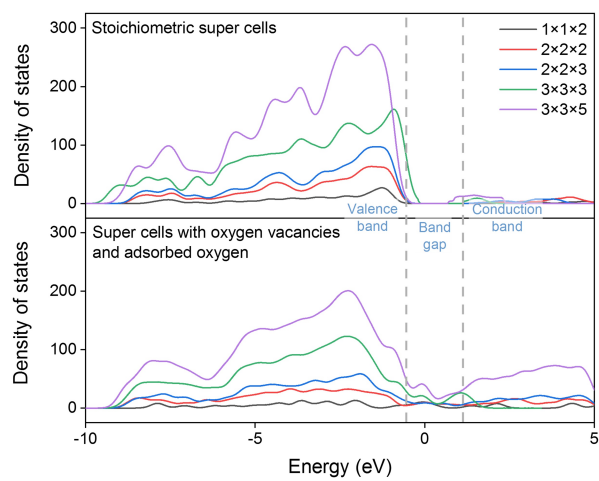 300
Stoichiometric super cells
1×1×2
2×2×2
2×2×3
3×3×3
3×3×5
200
100
0
Density of states
Valence band
Band gap
Conduction band
300
Super cells with oxygen vacancies
and adsorbed oxygen
200
100
0
Density of states
-10
-5
0
5
Energy (eV)